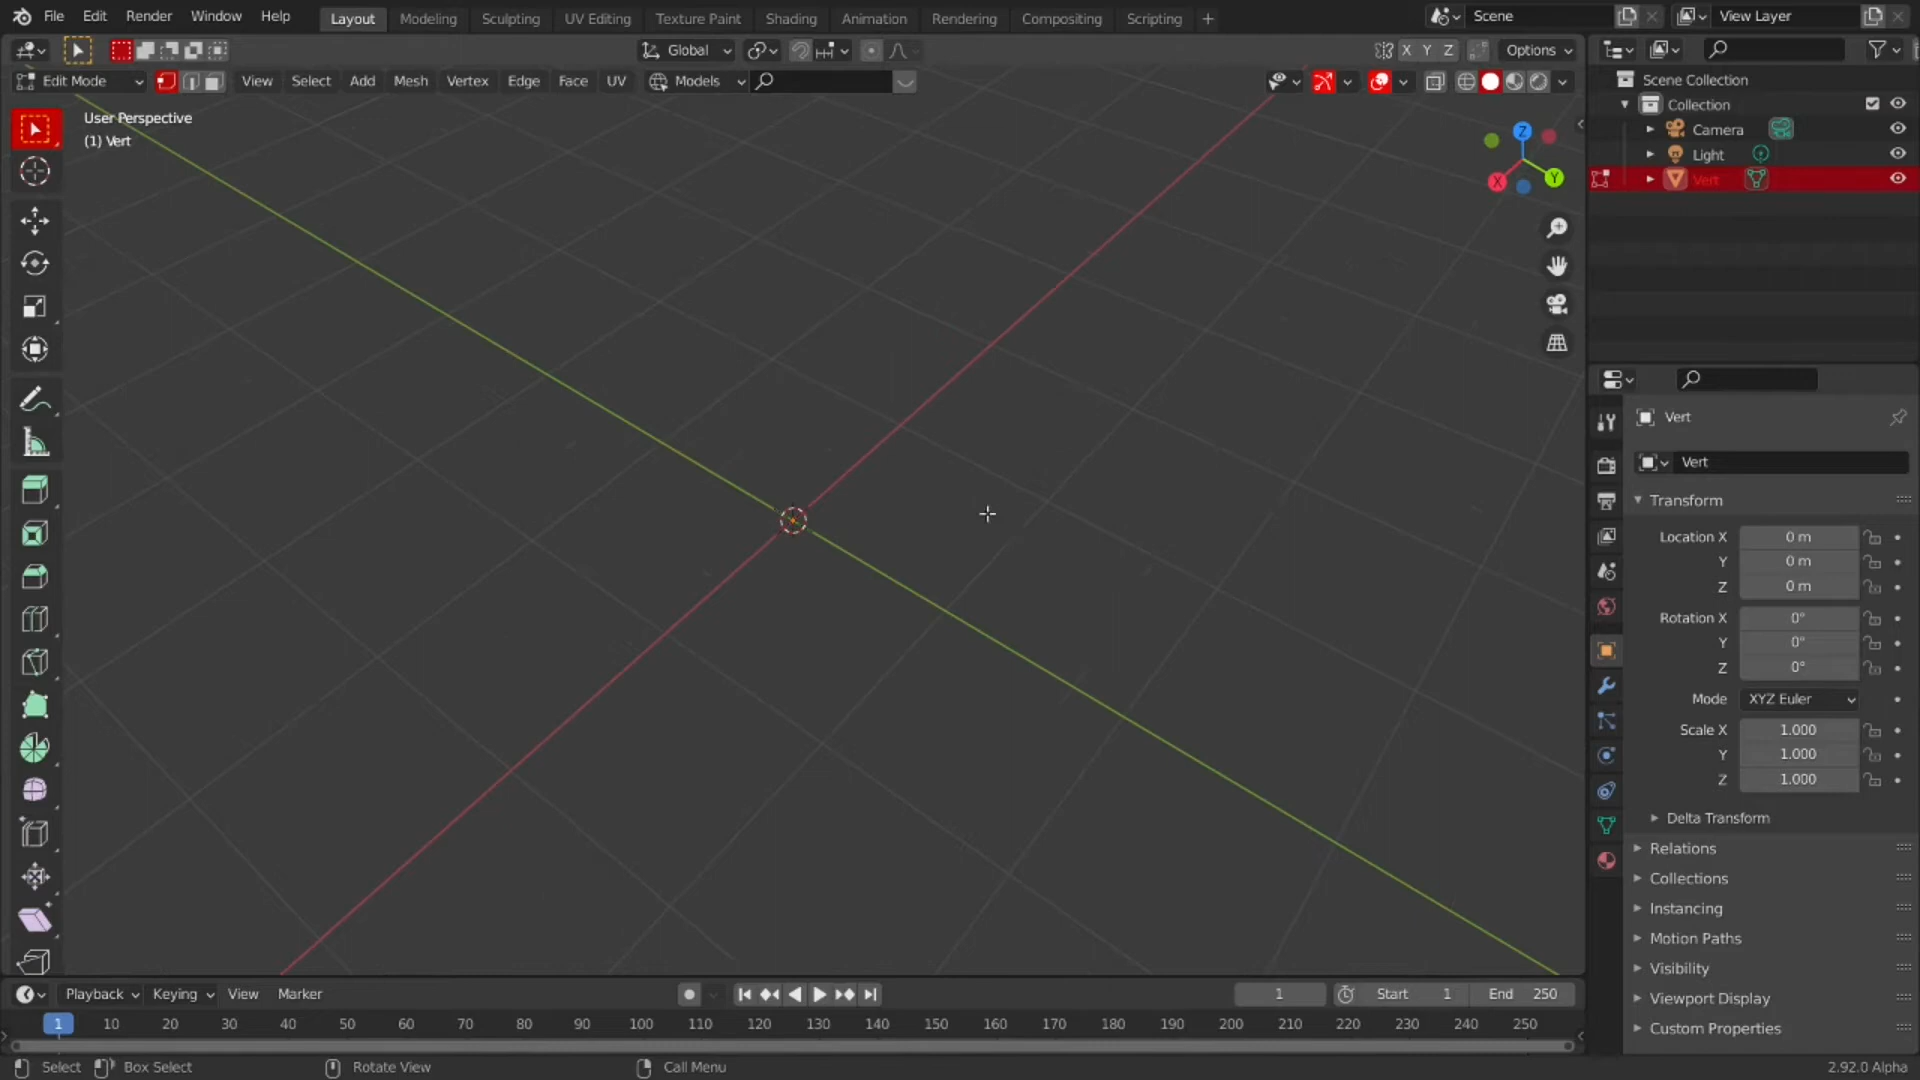 File Edit Render Window Help Layout Modeling Sculpting UV Editing Texture Paint Shading Animation Rendering Compositing Scripting + Scene View Layer
Global X Y Z Options
Edit Mode View Select Add Mesh Vertex Edge Face UV Models
User Perspective
(1) Vert
Z
Y
X
Scene Collection
Collection
Camera
Light
Vert
Vert
Vert
Transform
Location X 0 m
Y 0 m
Z 0 m
Rotation X 0°
Y 0°
Z 0°
Mode XYZ Euler
Scale X 1.000
Y 1.000
Z 1.000
Delta Transform
Relations
Collections
Instancing
Motion Paths
Visibility
Viewport Display
Custom Properties
Playback Keying View Marker 1 Start 1 End 250
1 10 20 30 40 50 60 70 80 90 100 110 120 130 140 150 160 170 180 190 200 210 220 230 240 250
Select Box Select Rotate View Call Menu 2.92.0 Alpha